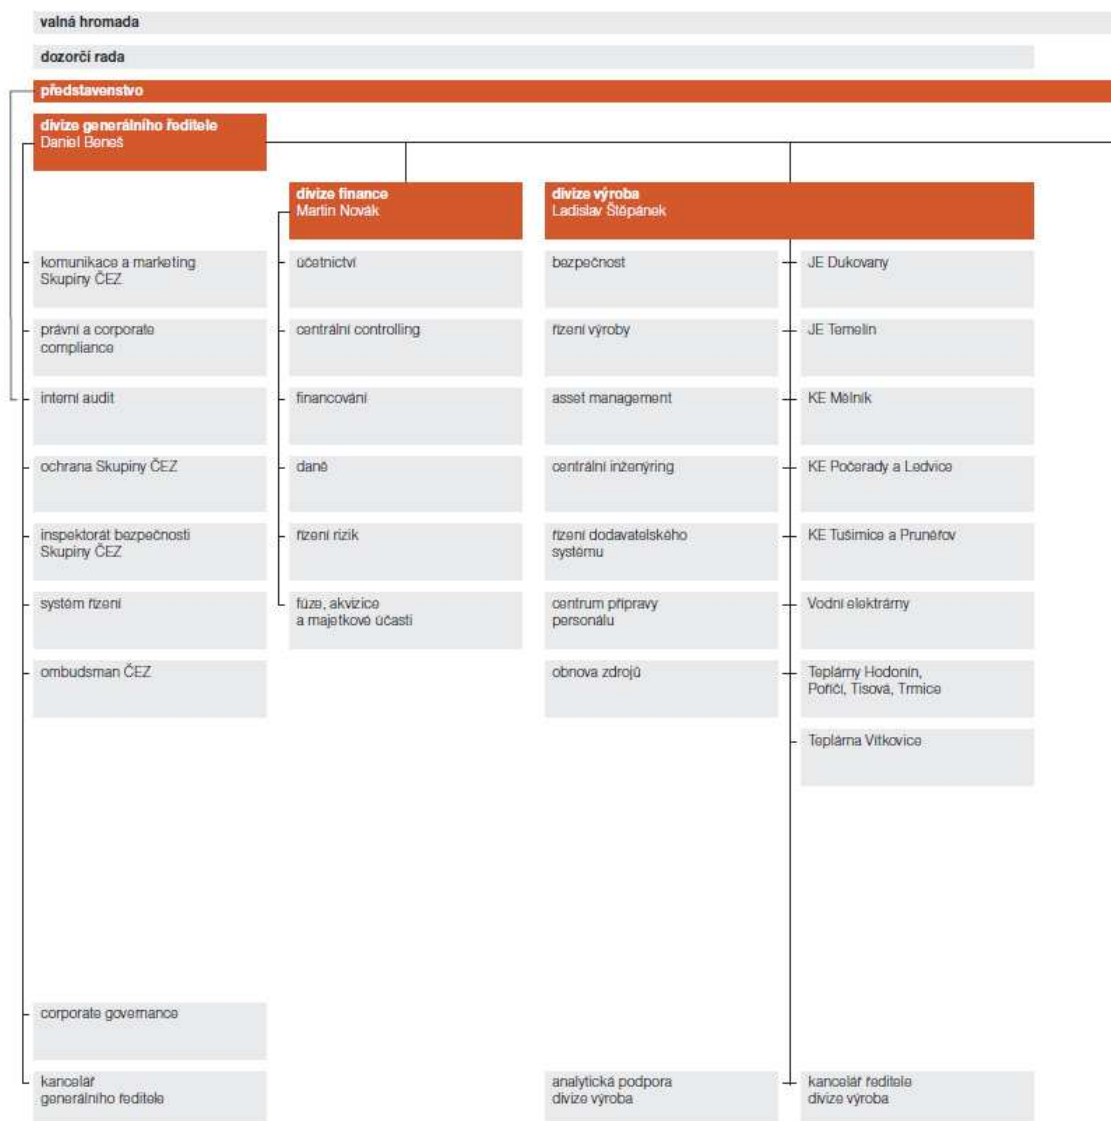 valná hromada
dozorčí rada
představenstvo
divize generálního ředitele
Daniel Beneš
divize finance
Martin Novák
divize výroba
Ladislav Štěpánek
komunikace a marketing
Skupiny ČEZ
účetnictví
bezpečnost
JE Dukovany
právní a corporate
compliance
centrální controlling
řízení výroby
JE Temelín
interní audit
financování
asset management
KE Mělník
ochrana Skupiny ČEZ
daně
centrální inženýring
KE Počerady a Ledvice
inspektorát bezpečnosti
Skupiny ČEZ
řízení rizik
řízení dodavatelského
systému
KE Tušimice a Prunéřov
systém řízení
fúze, akvizice
a majetkové účasti
centrum přípravy
personálu
Vodní elektrárny
ombudsman ČEZ
obnova zdrojů
Teplárny Hodonín,
Poříčí, Tisová, Trmice
Teplárna Vítkovice
corporate governance
kancelář
generálního ředitele
analytická podpora
divize výroba
kancelář ředitele
divize výroba